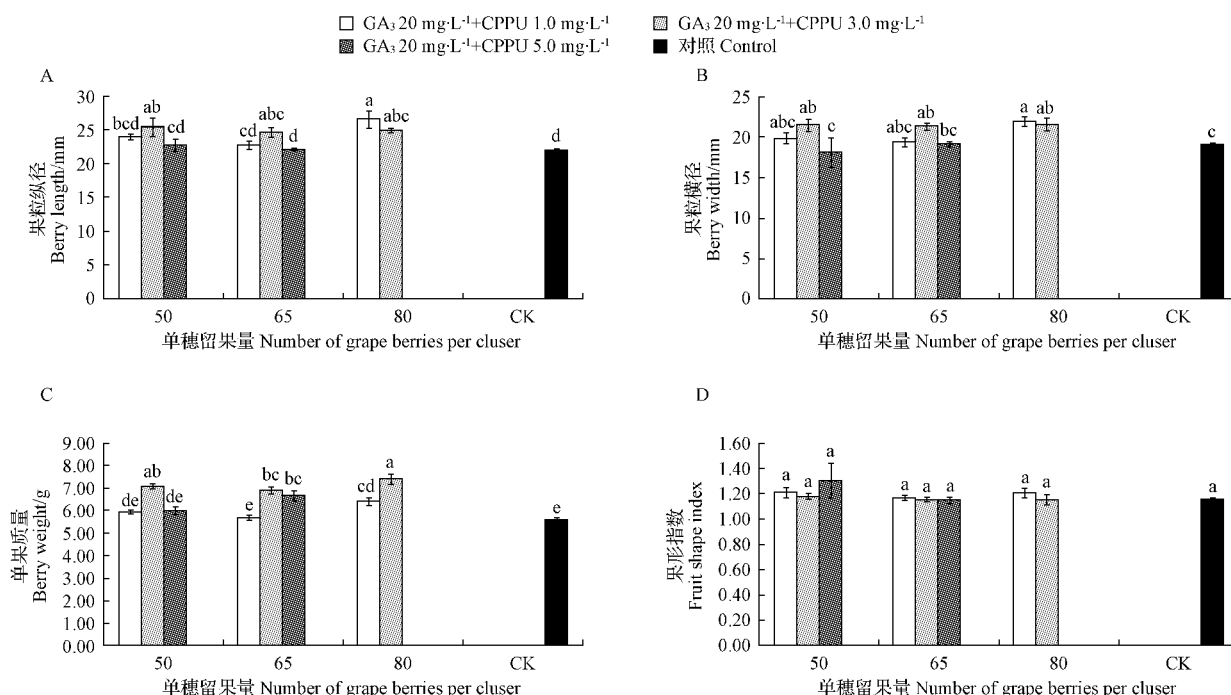 GA₃ 20 mg·L⁻¹+CPPU 1.0 mg·L⁻¹ GA₃ 20 mg·L⁻¹+CPPU 3.0 mg·L⁻¹
GA₃ 20 mg·L⁻¹+CPPU 5.0 mg·L⁻¹ 对照 Control
A
果粒纵径
Berry length/mm
30
25
20
15
10
5
0
bcd ab cd cd abc d a abc d
50 65 80 CK
单穗留果量 Number of grape berries per cluser
B
果粒横径
Berry width/mm
25
20
15
10
5
0
abc ab c abc ab bc a ab c
50 65 80 CK
单穗留果量 Number of grape berries per cluser
C
单果质量
Berry weight/g
9.00
8.00
7.00
6.00
5.00
4.00
3.00
2.00
1.00
0.00
de ab de e bc bc cd a e
50 65 80 CK
单穗留果量 Number of grape berries per cluser
D
果形指数
Fruit shape index
1.60
1.40
1.20
1.00
0.80
0.60
0.40
0.20
0.00
a a a a a a a a a
50 65 80 CK
单穗留果量 Number of grape berries per cluser